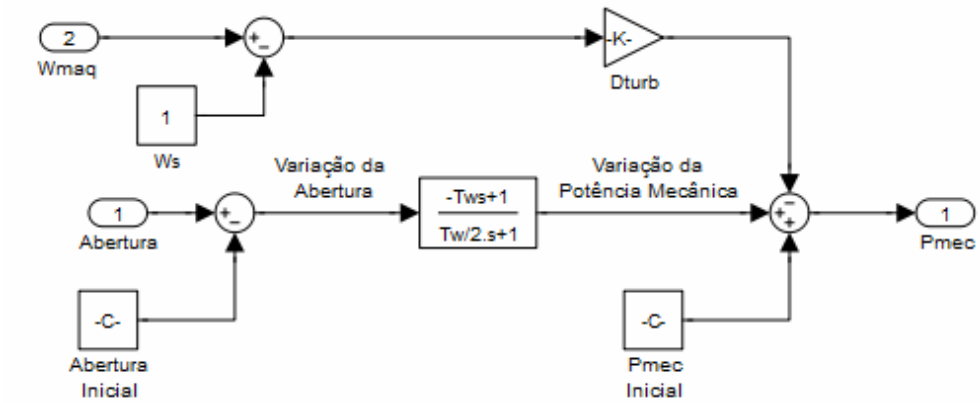 2
Wmaq
+
-
-K-
Dturb
1
Ws
Variação da
Abertura
Variação da
Potência Mecânica
1
Abertura
+
-
-Tws+1
Tw/2.s+1
-
+
+
1
Pmec
-C-
Abertura
Inicial
-C-
Pmec
Inicial